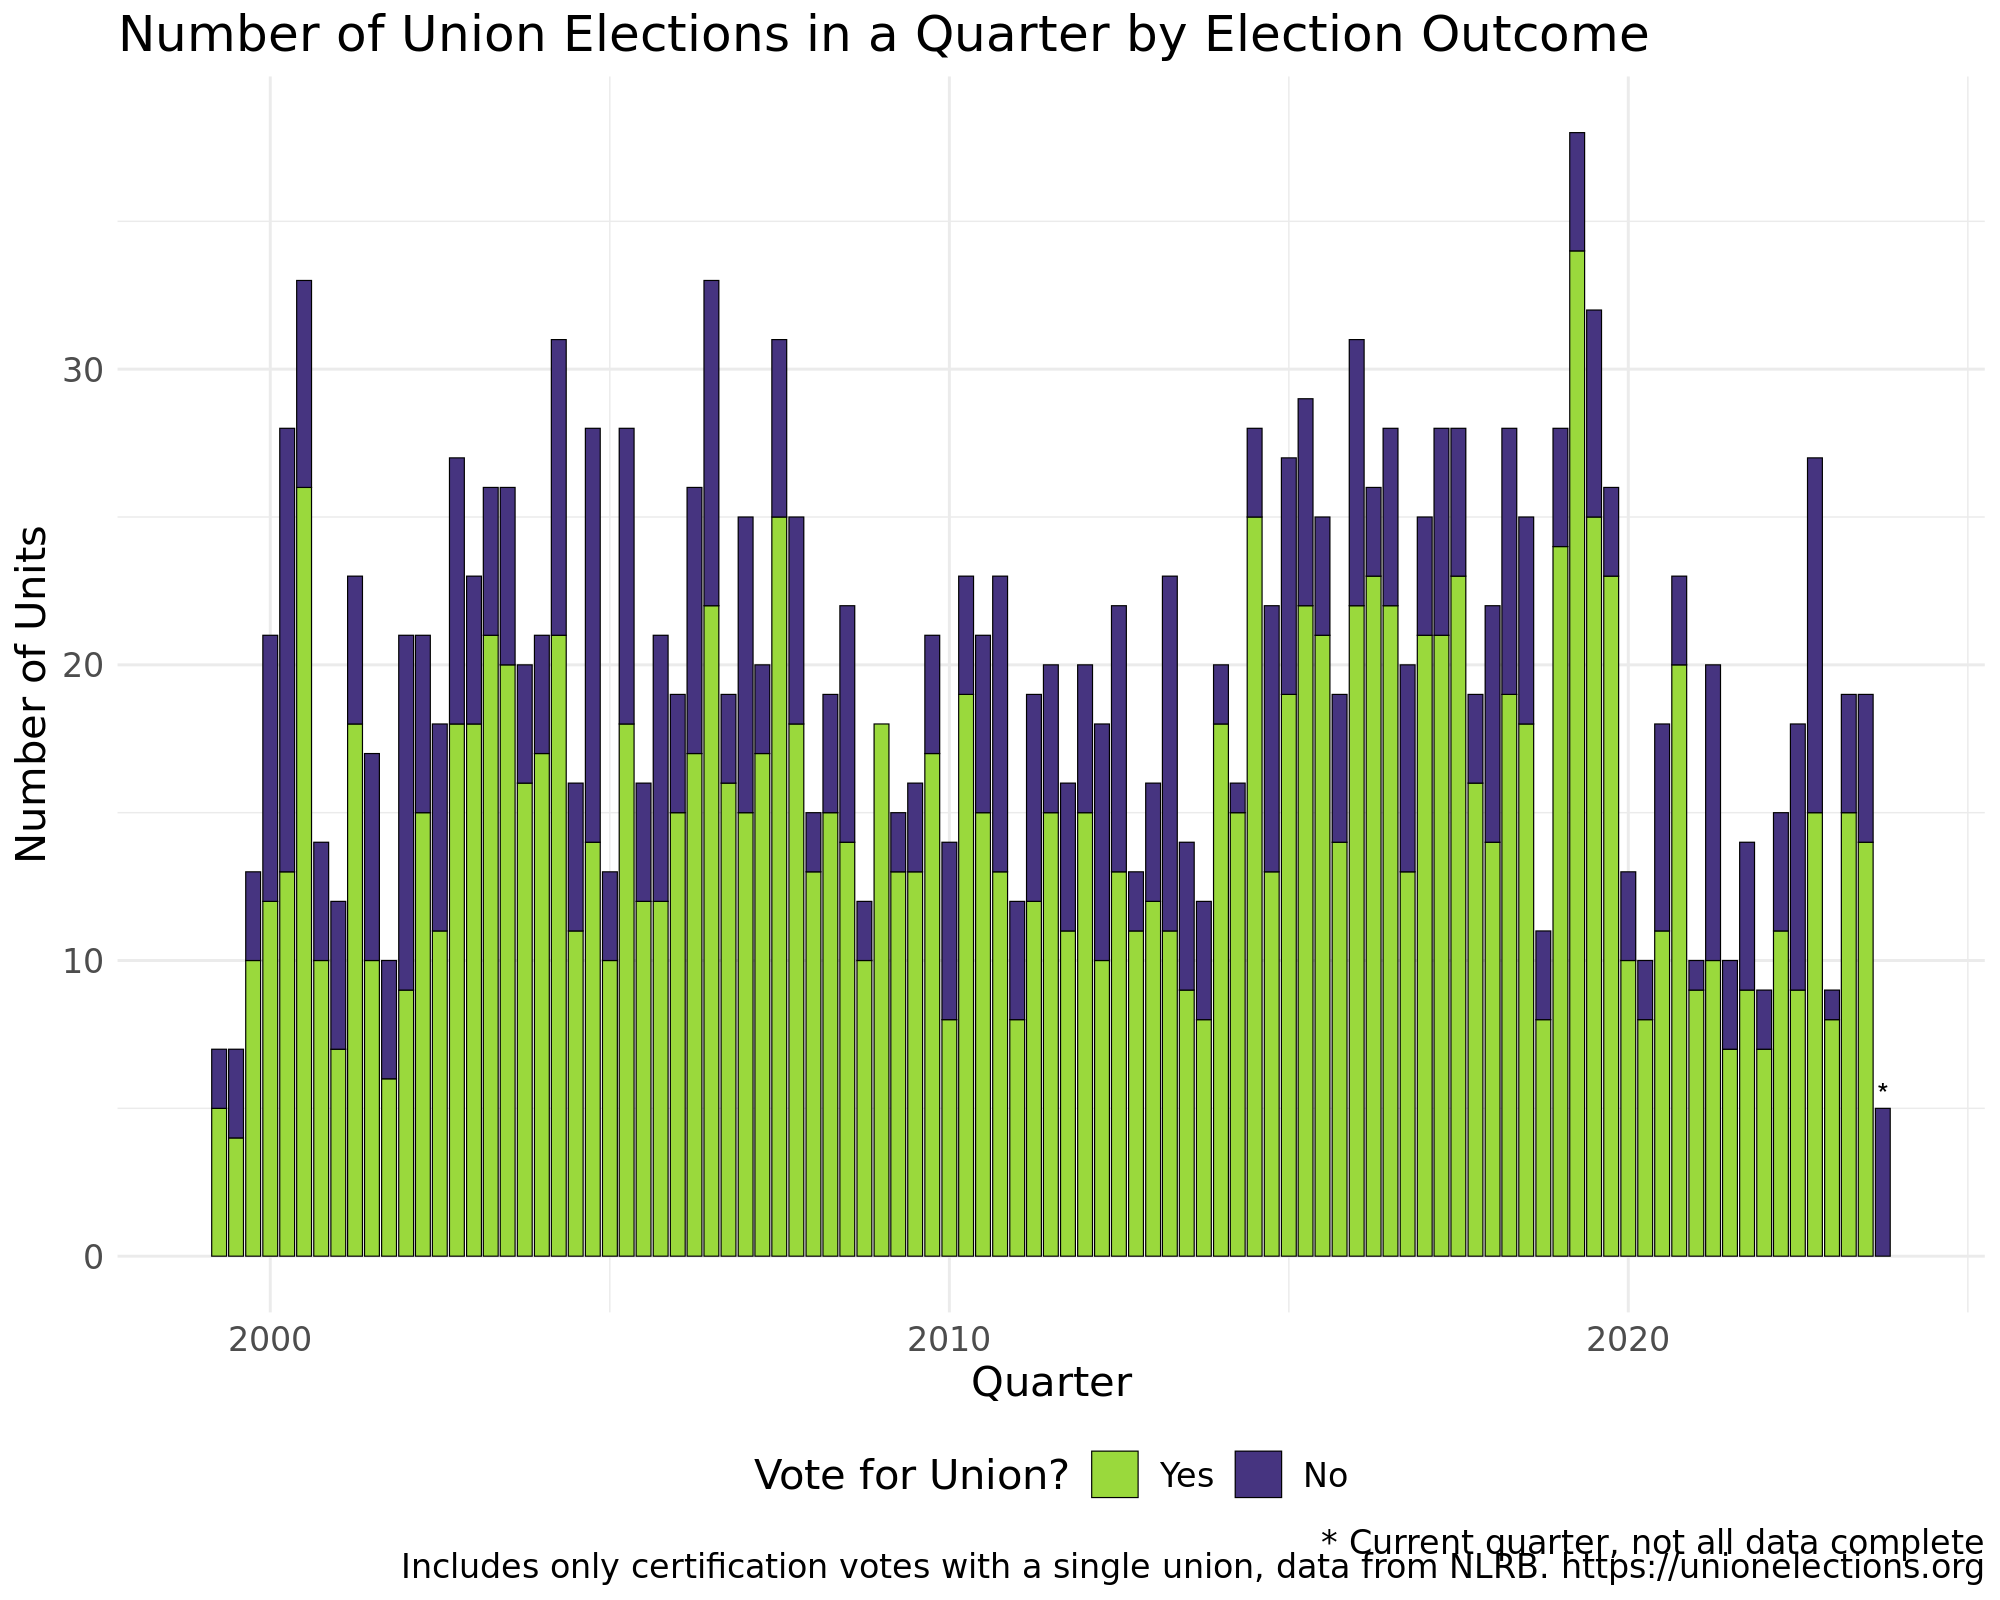 Number of Union Elections in a Quarter by Election Outcome
Number of Units
30
20
10
0
*
2000 2010 2020
Quarter
Vote for Union? Yes No
* Current quarter, not all data complete
Includes only certification votes with a single union, data from NLRB. https://unionelections.org